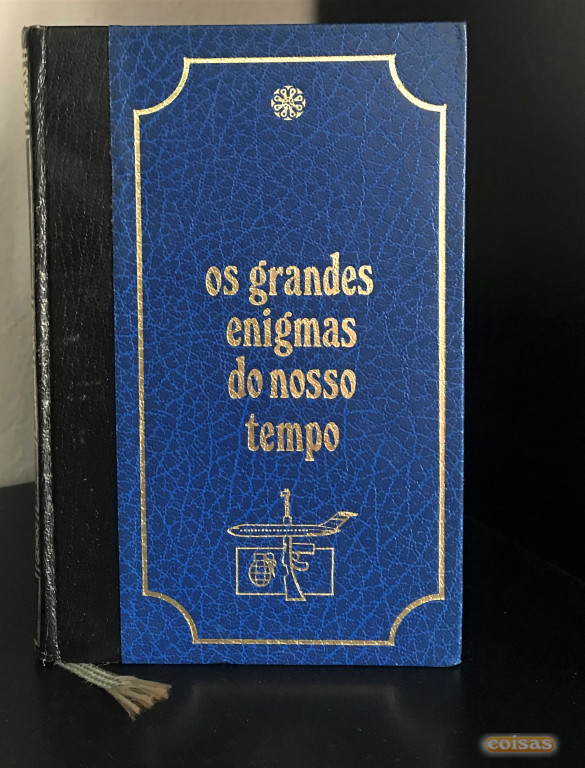 os grandes
enigmas
do nosso
tempo
coisas